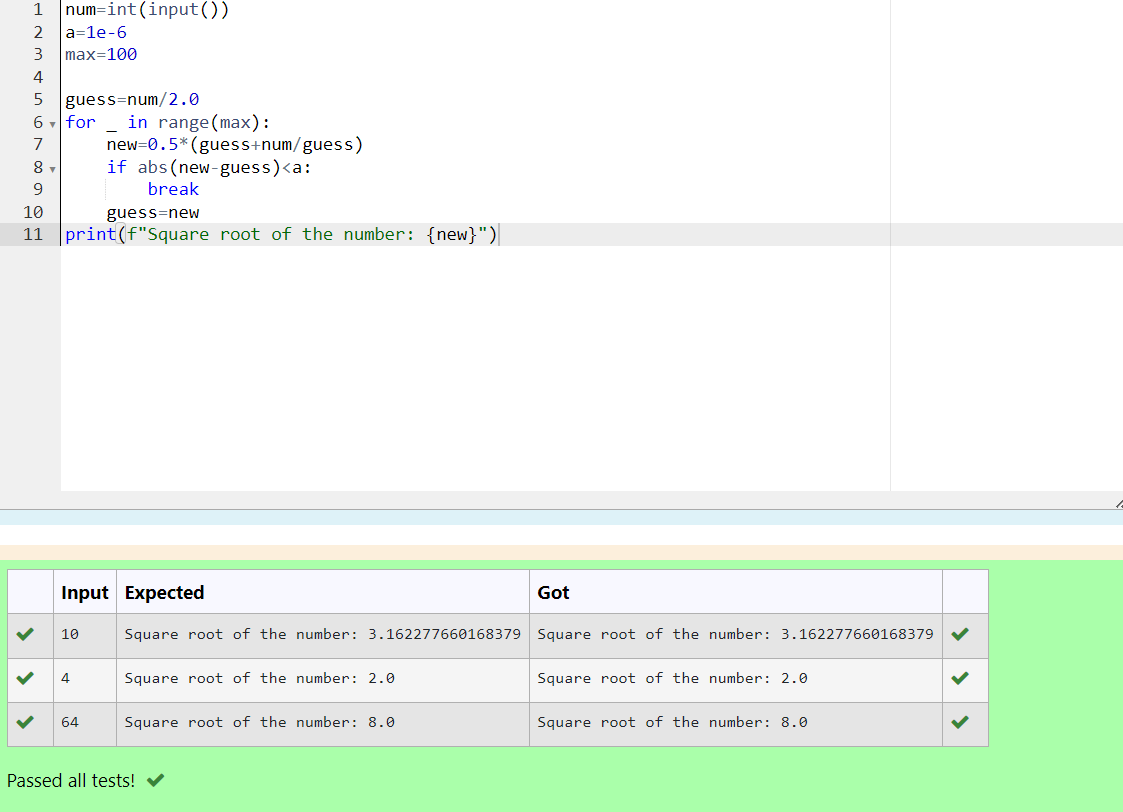 1 num=int(input())
2 a=1e-6
3 max=100
4
5 guess=num/2.0
6 for _ in range(max):
7     new=0.5*(guess+num/guess)
8     if abs(new-guess)<a:
9         break
10     guess=new
11 print(f"Square root of the number: {new}")
Input Expected Got
10 Square root of the number: 3.162277660168379 Square root of the number: 3.162277660168379
4 Square root of the number: 2.0 Square root of the number: 2.0
64 Square root of the number: 8.0 Square root of the number: 8.0
Passed all tests!